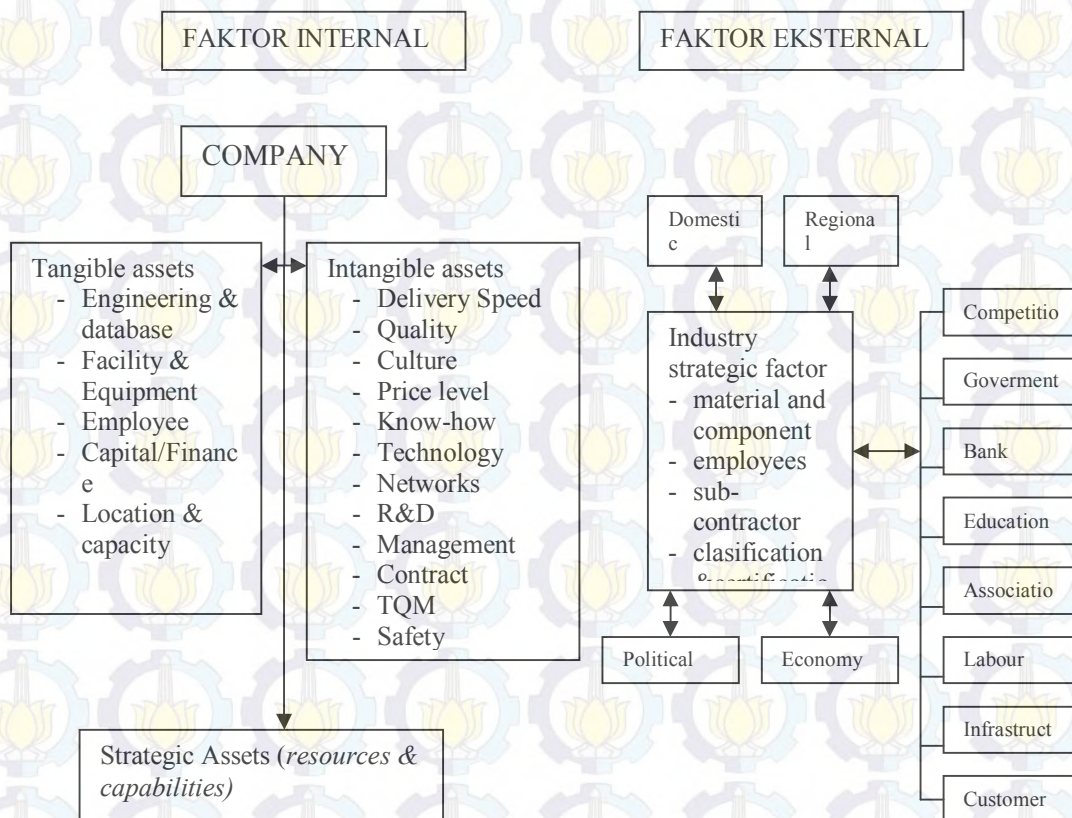 FAKTOR INTERNAL
FAKTOR EKSTERNAL
COMPANY
Tangible assets
- Engineering &
database
- Facility &
Equipment
- Employee
- Capital/Financ
e
- Location &
capacity
Intangible assets
- Delivery Speed
- Quality
- Culture
- Price level
- Know-how
- Technology
- Networks
- R&D
- Management
- Contract
- TQM
- Safety
Strategic Assets (resources &
capabilities)
Domesti
c
Regiona
l
Industry
strategic factor
- material and
component
- employees
- sub-
contractor
- clasification
Political
Economy
Competitio
Goverment
Bank
Education
Associatio
Labour
Infrastruct
Customer